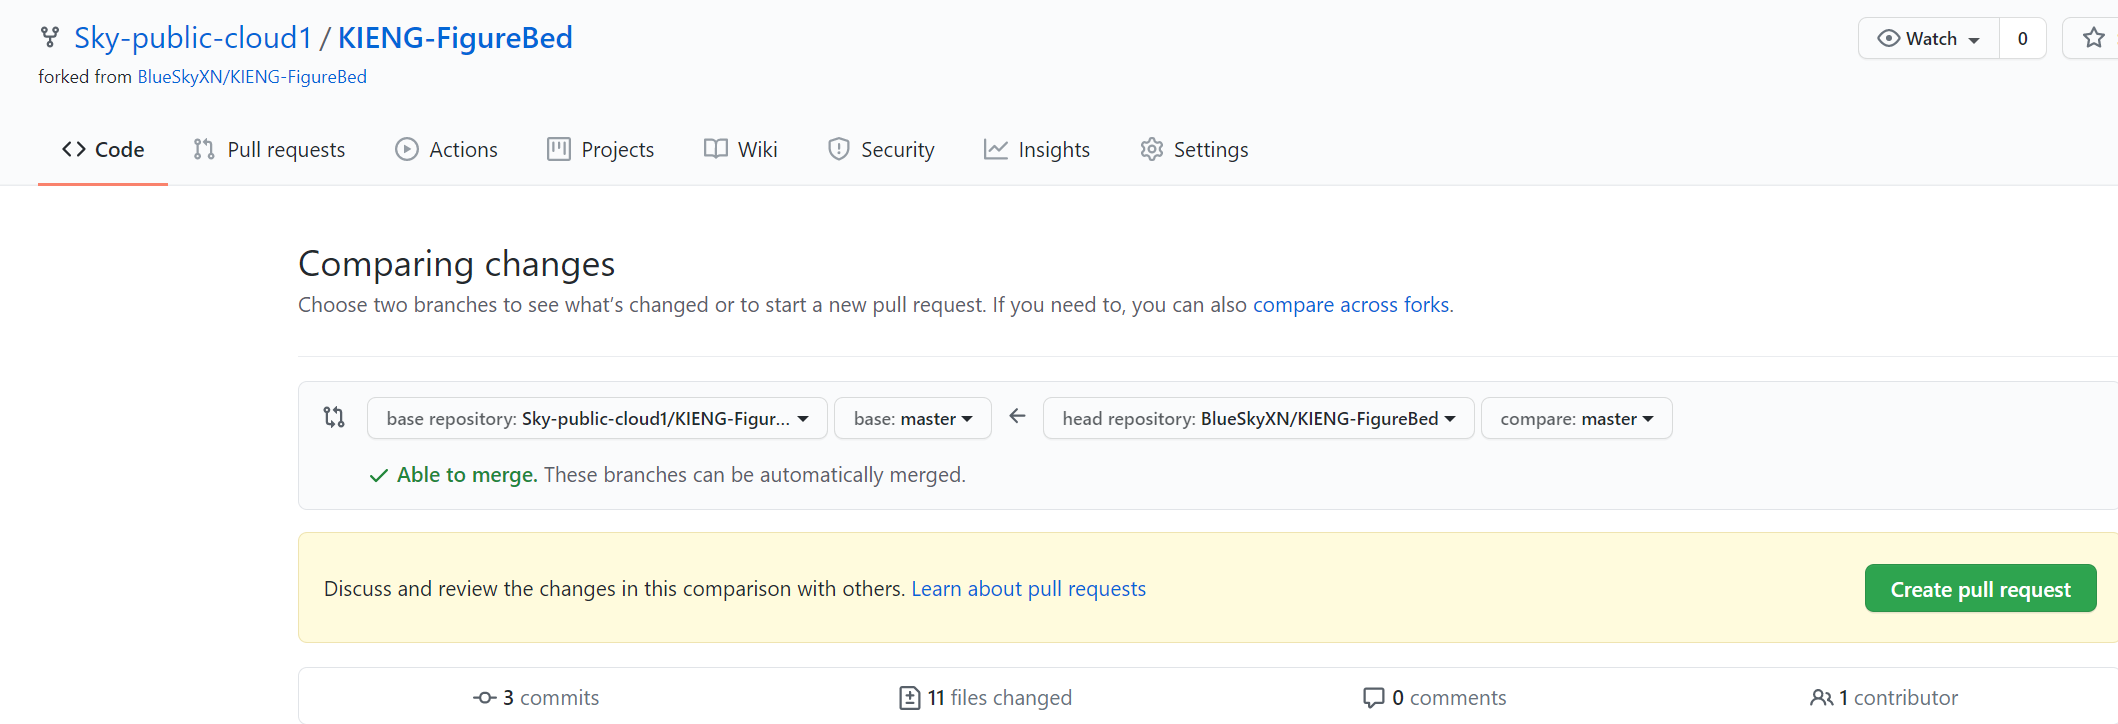 Sky-public-cloud1 / KIENG-FigureBed
Watch 0
forked from BlueSkyXN/KIENG-FigureBed
Code Pull requests Actions Projects Wiki Security Insights Settings
Comparing changes
Choose two branches to see what's changed or to start a new pull request. If you need to, you can also compare across forks.
base repository: Sky-public-cloud1/KIENG-Figur... base: master ← head repository: BlueSkyXN/KIENG-FigureBed compare: master
Able to merge. These branches can be automatically merged.
Discuss and review the changes in this comparison with others. Learn about pull requests
Create pull request
3 commits 11 files changed 0 comments 1 contributor